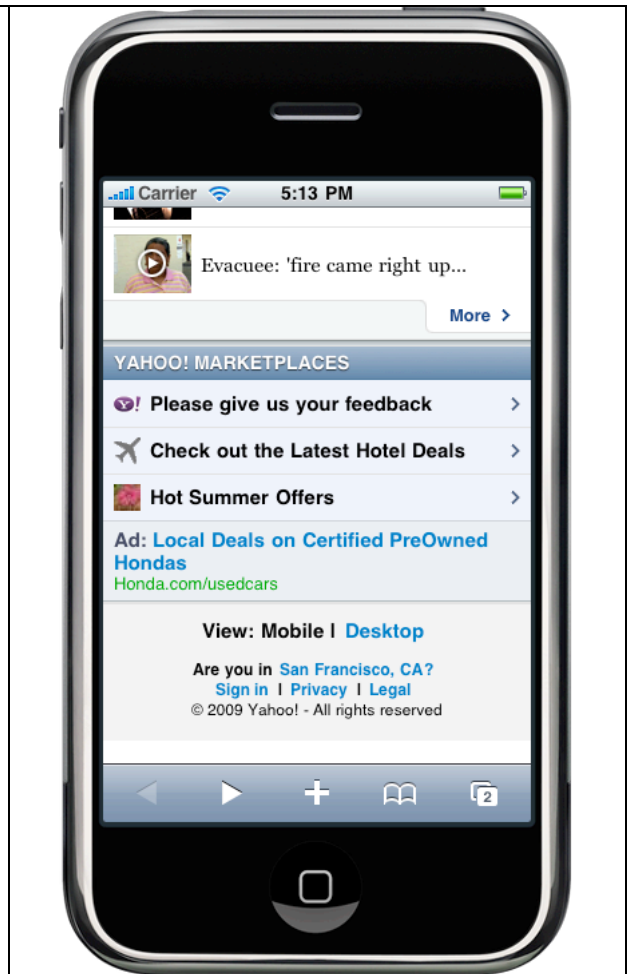 Carrier 5:13 PM
Evacuee: 'fire came right up...
More >
YAHOO! MARKETPLACES
Y! Please give us your feedback >
Check out the Latest Hotel Deals >
Hot Summer Offers >
Ad: Local Deals on Certified PreOwned
Hondas
Honda.com/usedcars
View: Mobile | Desktop
Are you in San Francisco, CA?
Sign in | Privacy | Legal
© 2009 Yahoo! - All rights reserved
2